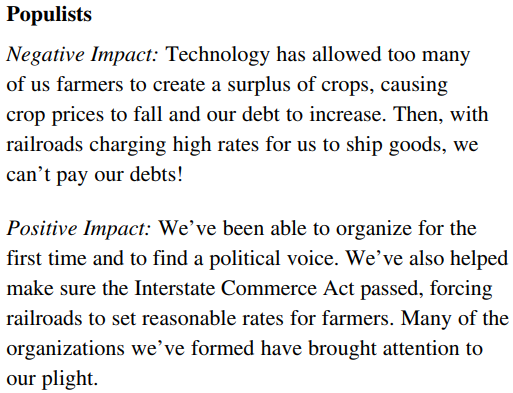 Populists
Negative Impact: Technology has allowed too many
of us farmers to create a surplus of crops, causing
crop prices to fall and our debt to increase. Then, with
railroads charging high rates for us to ship goods, we
can’t pay our debts!
Positive Impact: We’ve been able to organize for the
first time and to find a political voice. We’ve also helped
make sure the Interstate Commerce Act passed, forcing
railroads to set reasonable rates for farmers. Many of the
organizations we’ve formed have brought attention to
our plight.